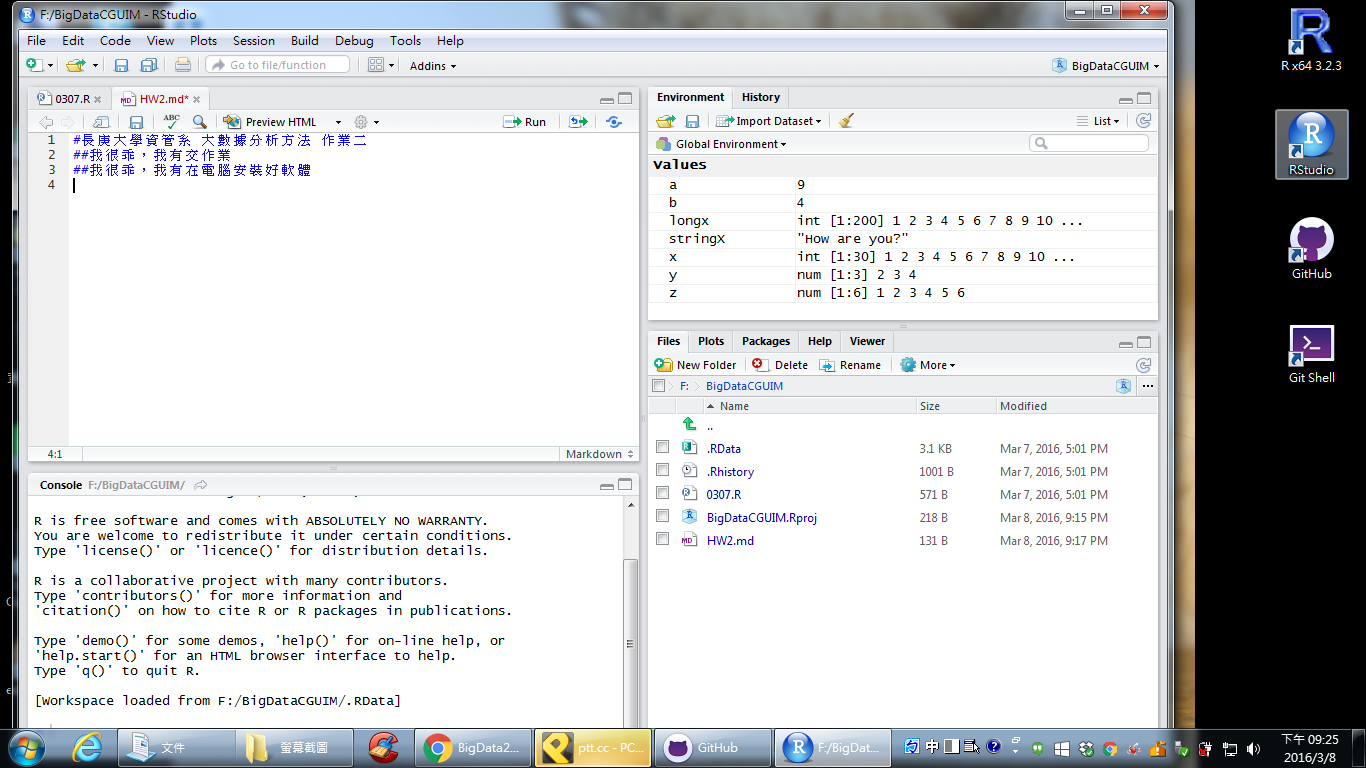 F:/BigDataCGUIM - RStudio
File Edit Code View Plots Session Build Debug Tools Help
Go to file/function Addins BigDataCGUIM
0307.R HW2.md*
ABC Preview HTML Run
1 #長庚大學資管系 大數據分析方法 作業二
2 ##我很乖，我有交作業
3 ##我很乖，我有在電腦安裝好軟體
4
4:1 Markdown
Console F:/BigDataCGUIM/
R is free software and comes with ABSOLUTELY NO WARRANTY.
You are welcome to redistribute it under certain conditions.
Type 'license()' or 'licence()' for distribution details.
R is a collaborative project with many contributors.
Type 'contributors()' for more information and
'citation()' on how to cite R or R packages in publications.
Type 'demo()' for some demos, 'help()' for on-line help, or
'help.start()' for an HTML browser interface to help.
Type 'q()' to quit R.
[Workspace loaded from F:/BigDataCGUIM/.RData]
Environment History
Import Dataset List
Global Environment
Values
a 9
b 4
longx int [1:200] 1 2 3 4 5 6 7 8 9 10 ...
stringX "How are you?"
x int [1:30] 1 2 3 4 5 6 7 8 9 10 ...
y num [1:3] 2 3 4
z num [1:6] 1 2 3 4 5 6
Files Plots Packages Help Viewer
New Folder Delete Rename More
F: BigDataCGUIM ...
Name Size Modified
..
.RData 3.1 KB Mar 7, 2016, 5:01 PM
.Rhistory 1001 B Mar 7, 2016, 5:01 PM
0307.R 571 B Mar 7, 2016, 5:01 PM
BigDataCGUIM.Rproj 218 B Mar 8, 2016, 9:15 PM
HW2.md 131 B Mar 8, 2016, 9:17 PM
R x64 3.2.3
RStudio
GitHub
Git Shell
文件 螢幕截圖 BigData2... ptt.cc - PC... GitHub F:/BigDat... 中
下午 09:25
2016/3/8